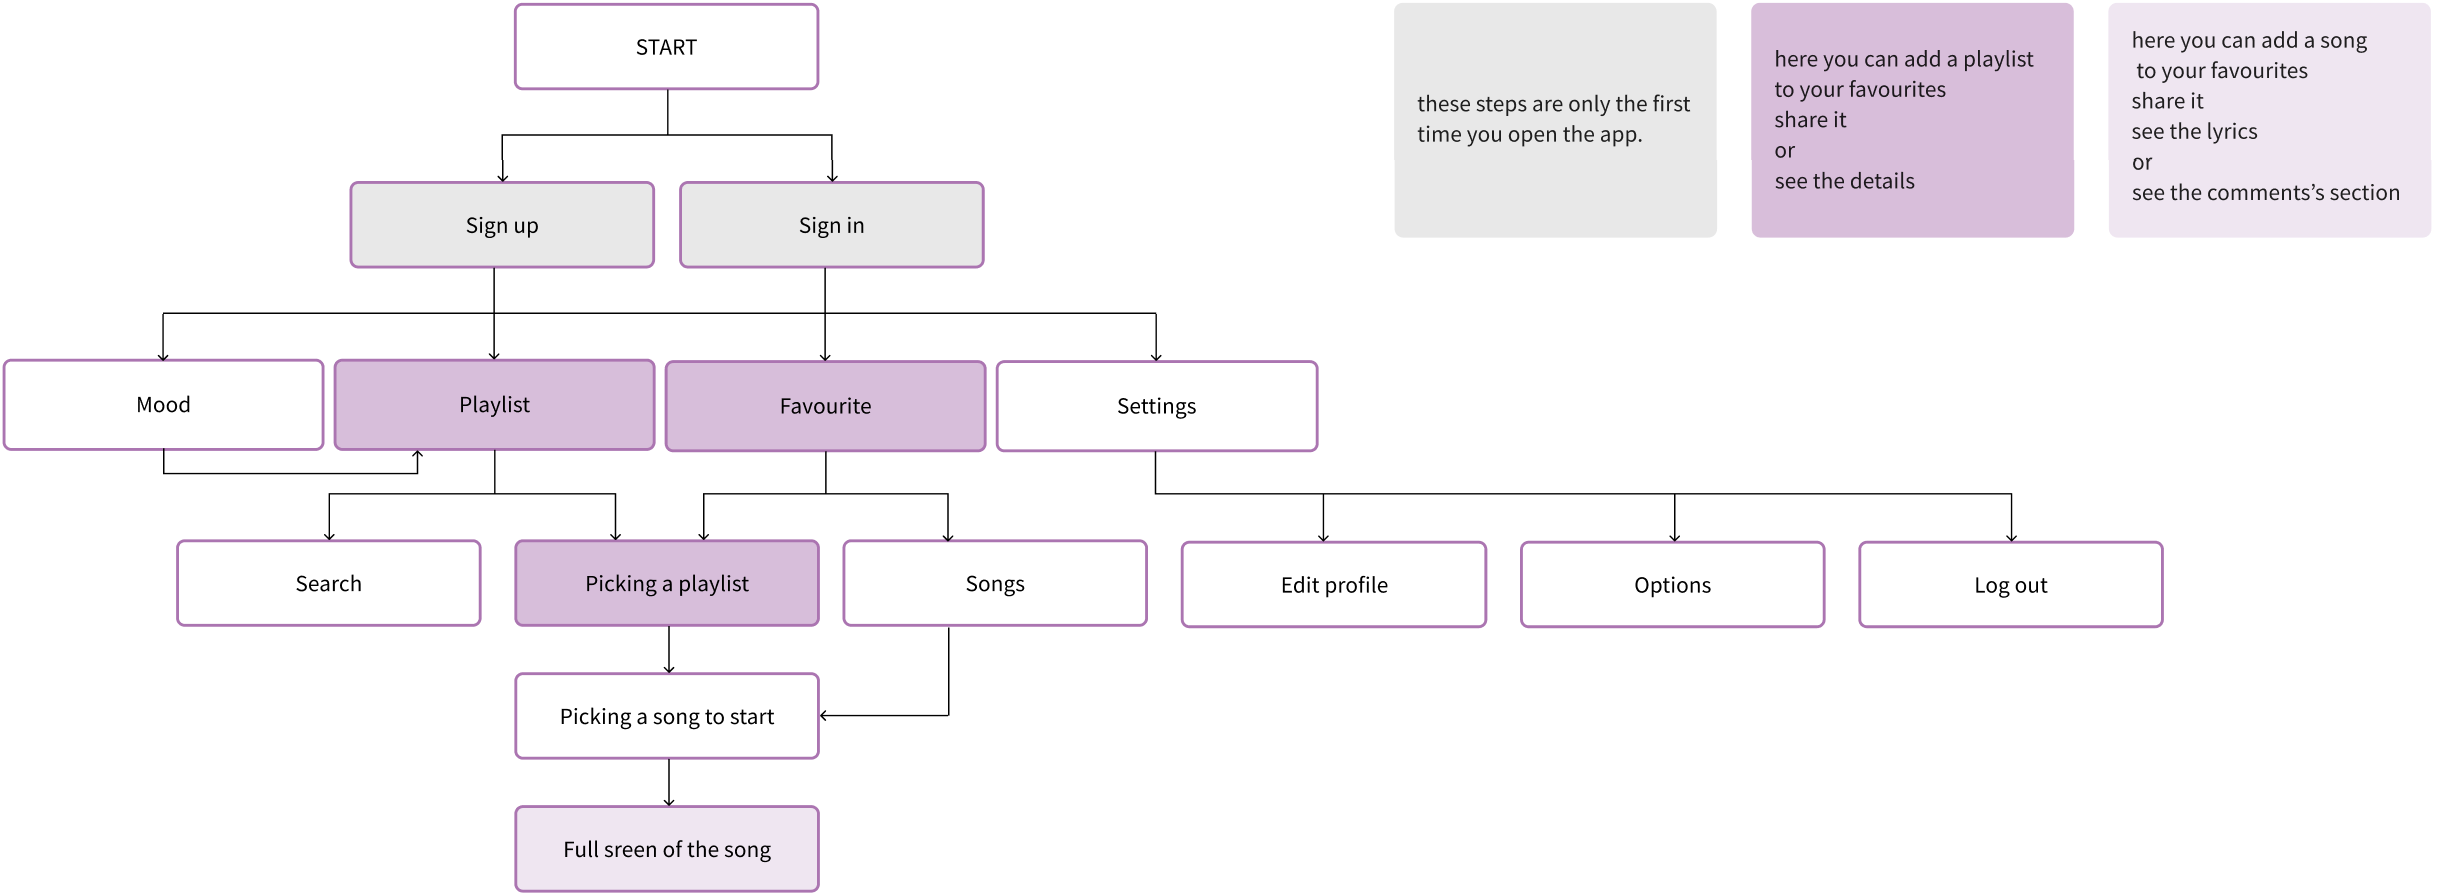 START
these steps are only the first
time you open the app.
here you can add a playlist
to your favourites
share it
or
see the details
here you can add a song
to your favourites
share it
see the lyrics
or
see the comments’s section
Sign up
Sign in
Mood
Playlist
Favourite
Settings
Search
Picking a playlist
Songs
Edit profile
Options
Log out
Picking a song to start
Full sreen of the song